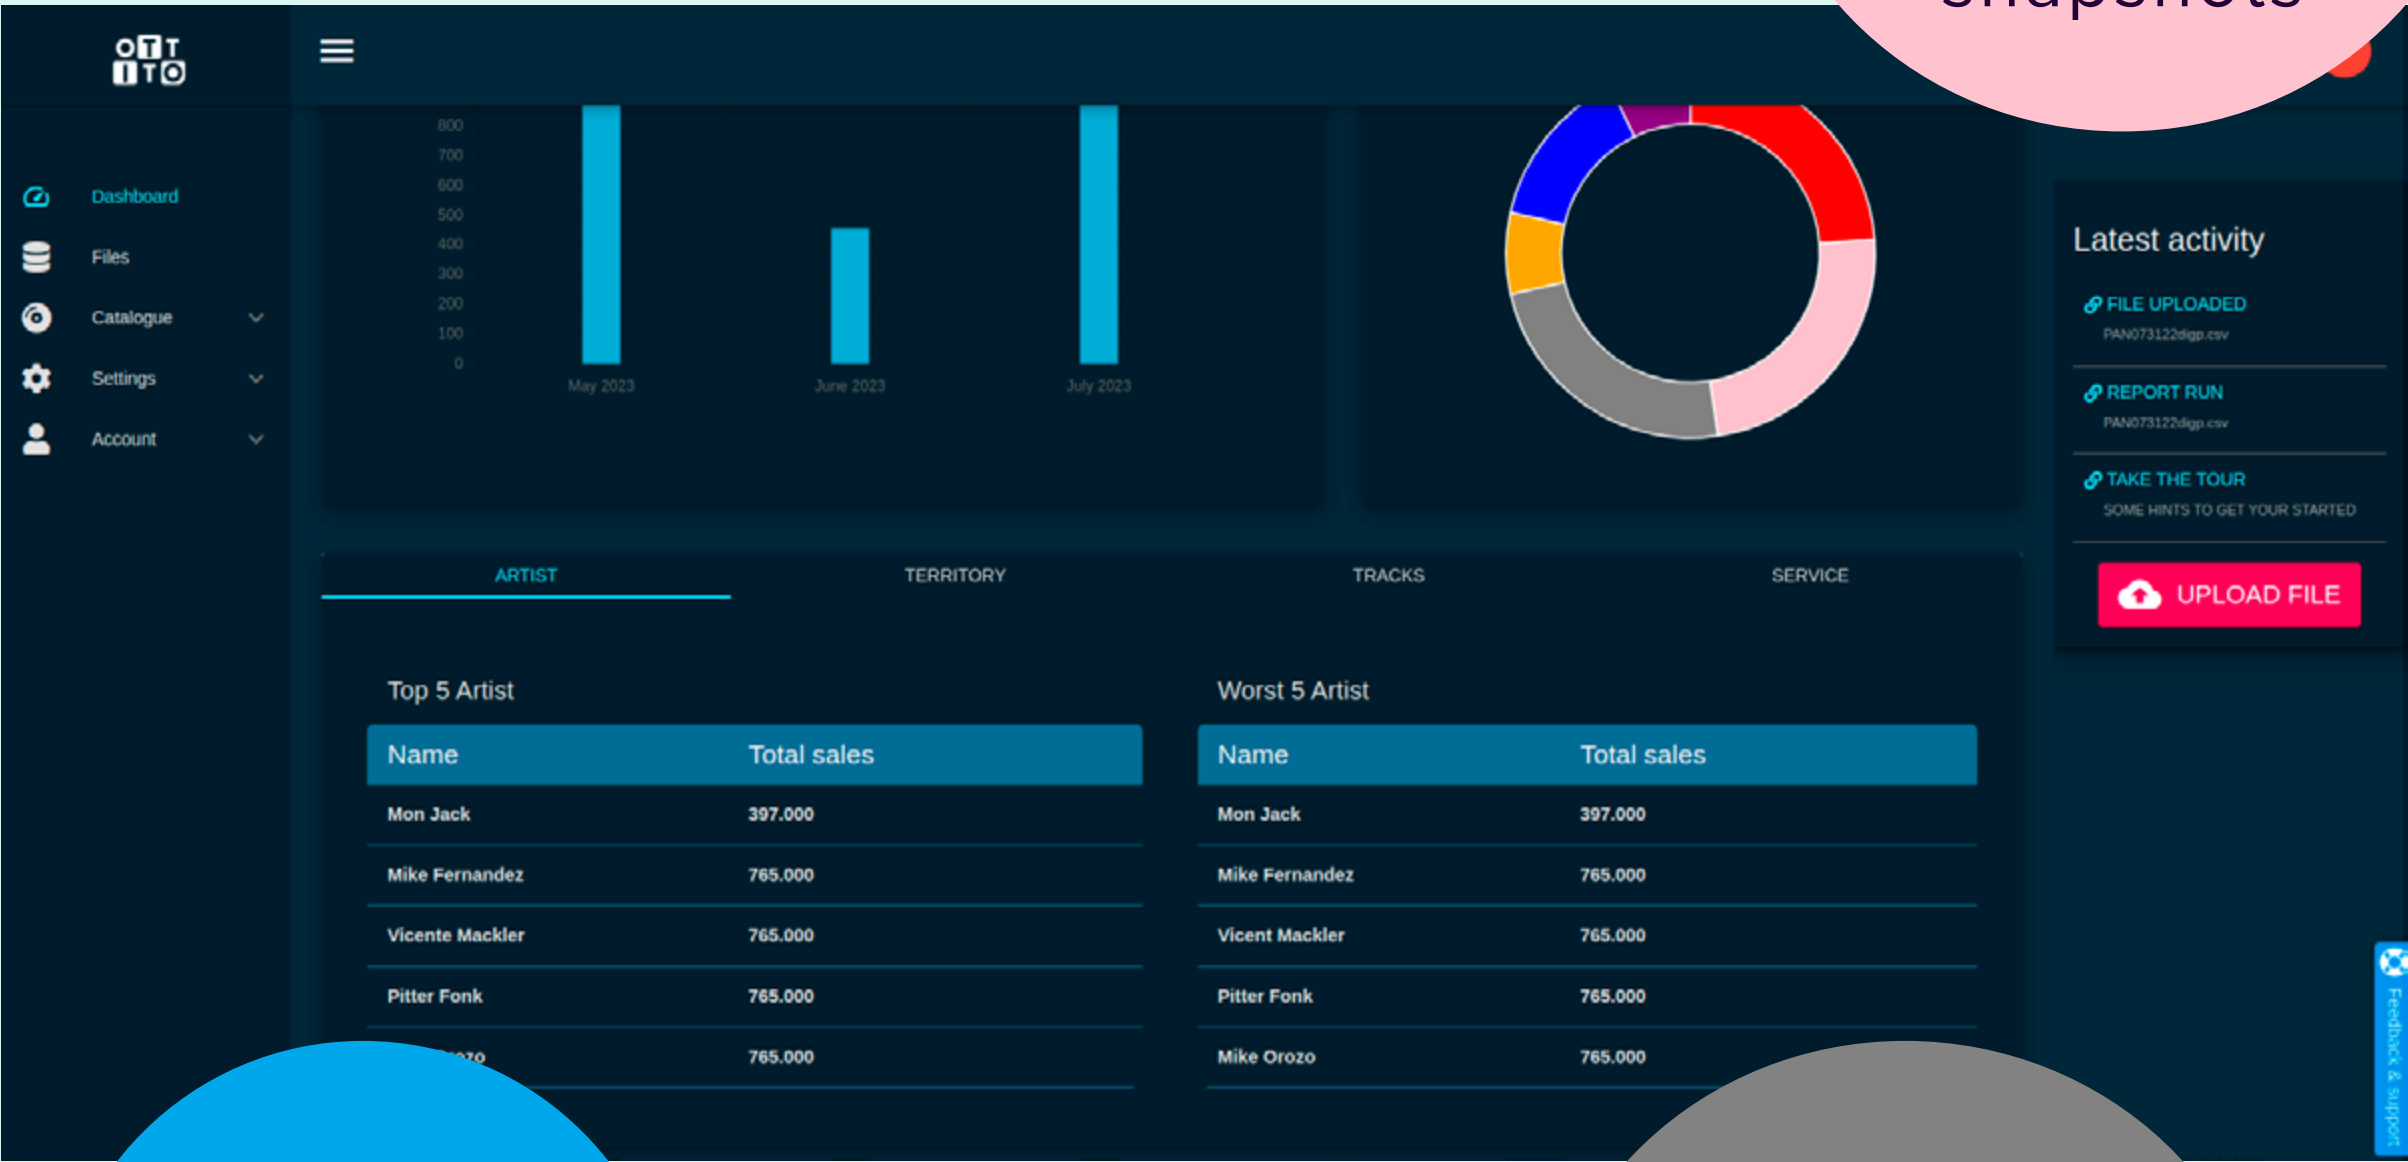 snapshots
OTT
ITO
800
700
600
500
400
300
200
100
0
May 2023 June 2023 July 2023
Dashboard
Files
Catalogue
Settings
Account
Latest activity
FILE UPLOADED
PAN073122digp.csv
REPORT RUN
PAN073122digp.csv
TAKE THE TOUR
SOME HINTS TO GET YOUR STARTED
UPLOAD FILE
ARTIST TERRITORY TRACKS SERVICE
Top 5 Artist
Name Total sales
Mon Jack 397.000
Mike Fernandez 765.000
Vicente Mackler 765.000
Pitter Fonk 765.000
765.000
Worst 5 Artist
Name Total sales
Mon Jack 397.000
Mike Fernandez 765.000
Vicent Mackler 765.000
Pitter Fonk 765.000
Mike Orozo 765.000
Feedback & support